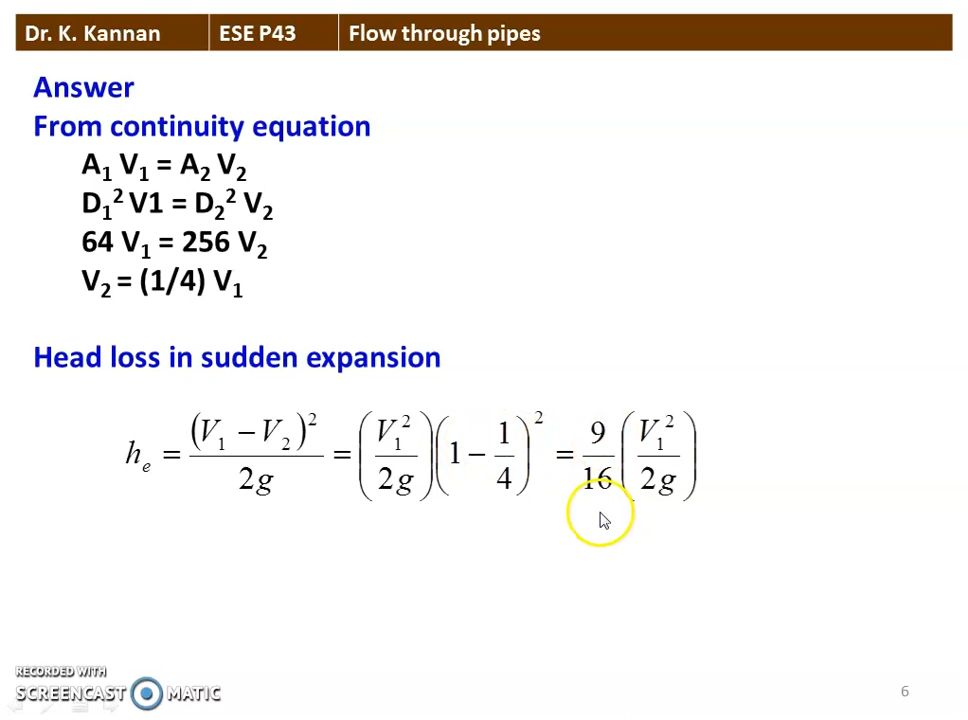 Dr. K. Kannan ESE P43 Flow through pipes
Answer
From continuity equation
A₁ V₁ = A₂ V₂
D₁² V1 = D₂² V₂
64 V₁ = 256 V₂
V₂ = (1/4) V₁
Head loss in sudden expansion
hₑ = (V₁ − V₂)² / 2g = (V₁² / 2g) (1 − 1/4)² = 9/16 (V₁² / 2g)
RECORDED WITH
SCREENCAST MATIC
6